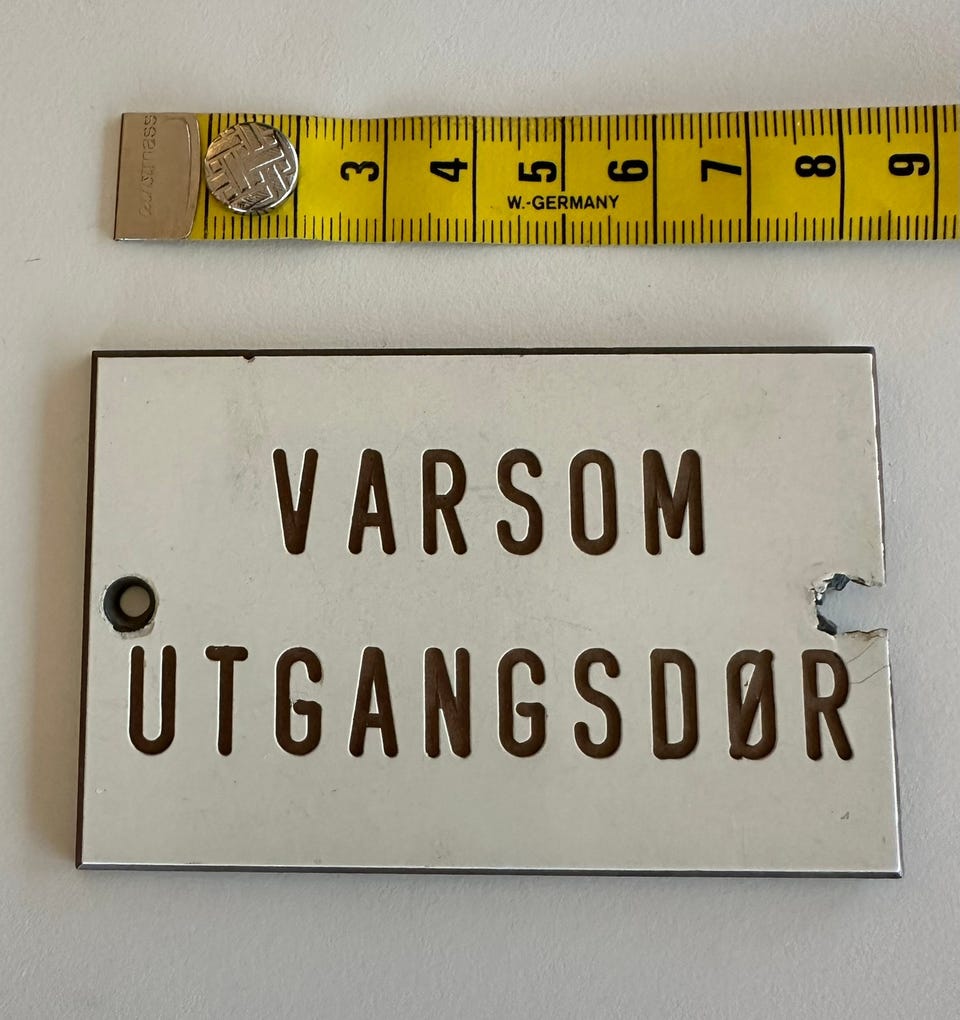 3 4 5 6 7 8 9
W.-GERMANY
VARSOM
UTGANGSDØR